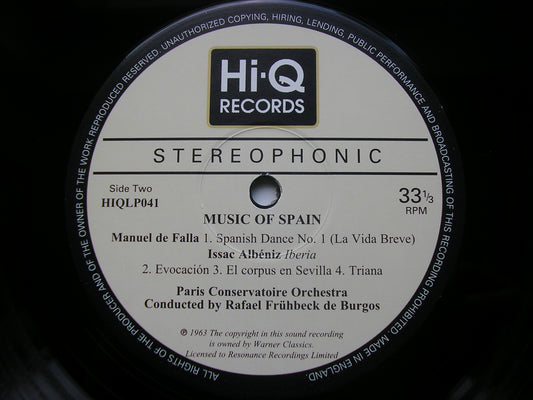 ALL RIGHTS OF THE PRODUCER AND OF THE OWNER OF THE WORK REPRODUCED RESERVED. UNAUTHORIZED COPYING, HIRING, LENDING, PUBLIC PERFORMANCE AND BROADCASTING OF THIS RECORDING PROHIBITED. MADE IN ENGLAND.
Hi·Q
RECORDS
STEREOPHONIC
Side Two
HIQLP041
33 1/3
RPM
MUSIC OF SPAIN
Manuel de Falla 1. Spanish Dance No. 1 (La Vida Breve)
Issac Albéniz Iberia
2. Evocación 3. El corpus en Sevilla 4. Triana
Paris Conservatoire Orchestra
Conducted by Rafael Frühbeck de Burgos
℗ 1963 The copyright in this sound recording
is owned by Warner Classics.
Licensed to Resonance Recordings Limited